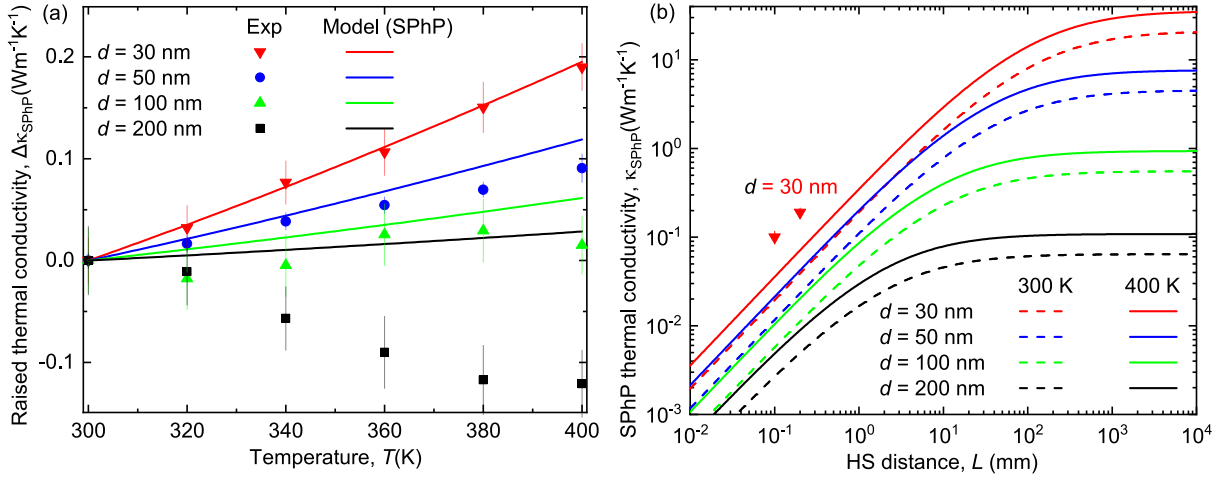 (a)
Exp Model (SPhP)
d = 30 nm
d = 50 nm
d = 100 nm
d = 200 nm
0.2
0.1
0.0
-0.1
300 320 340 360 380 400
Temperature, T(K)
Raised thermal conductivity, Δκ_SPhP(Wm⁻¹K⁻¹)
(b)
d = 30 nm
300 K 400 K
d = 30 nm
d = 50 nm
d = 100 nm
d = 200 nm
10¹
10⁰
10⁻¹
10⁻²
10⁻³
10⁻² 10⁻¹ 10⁰ 10¹ 10² 10³ 10⁴
HS distance, L (mm)
SPhP thermal conductivity, κ_SPhP(Wm⁻¹K⁻¹)